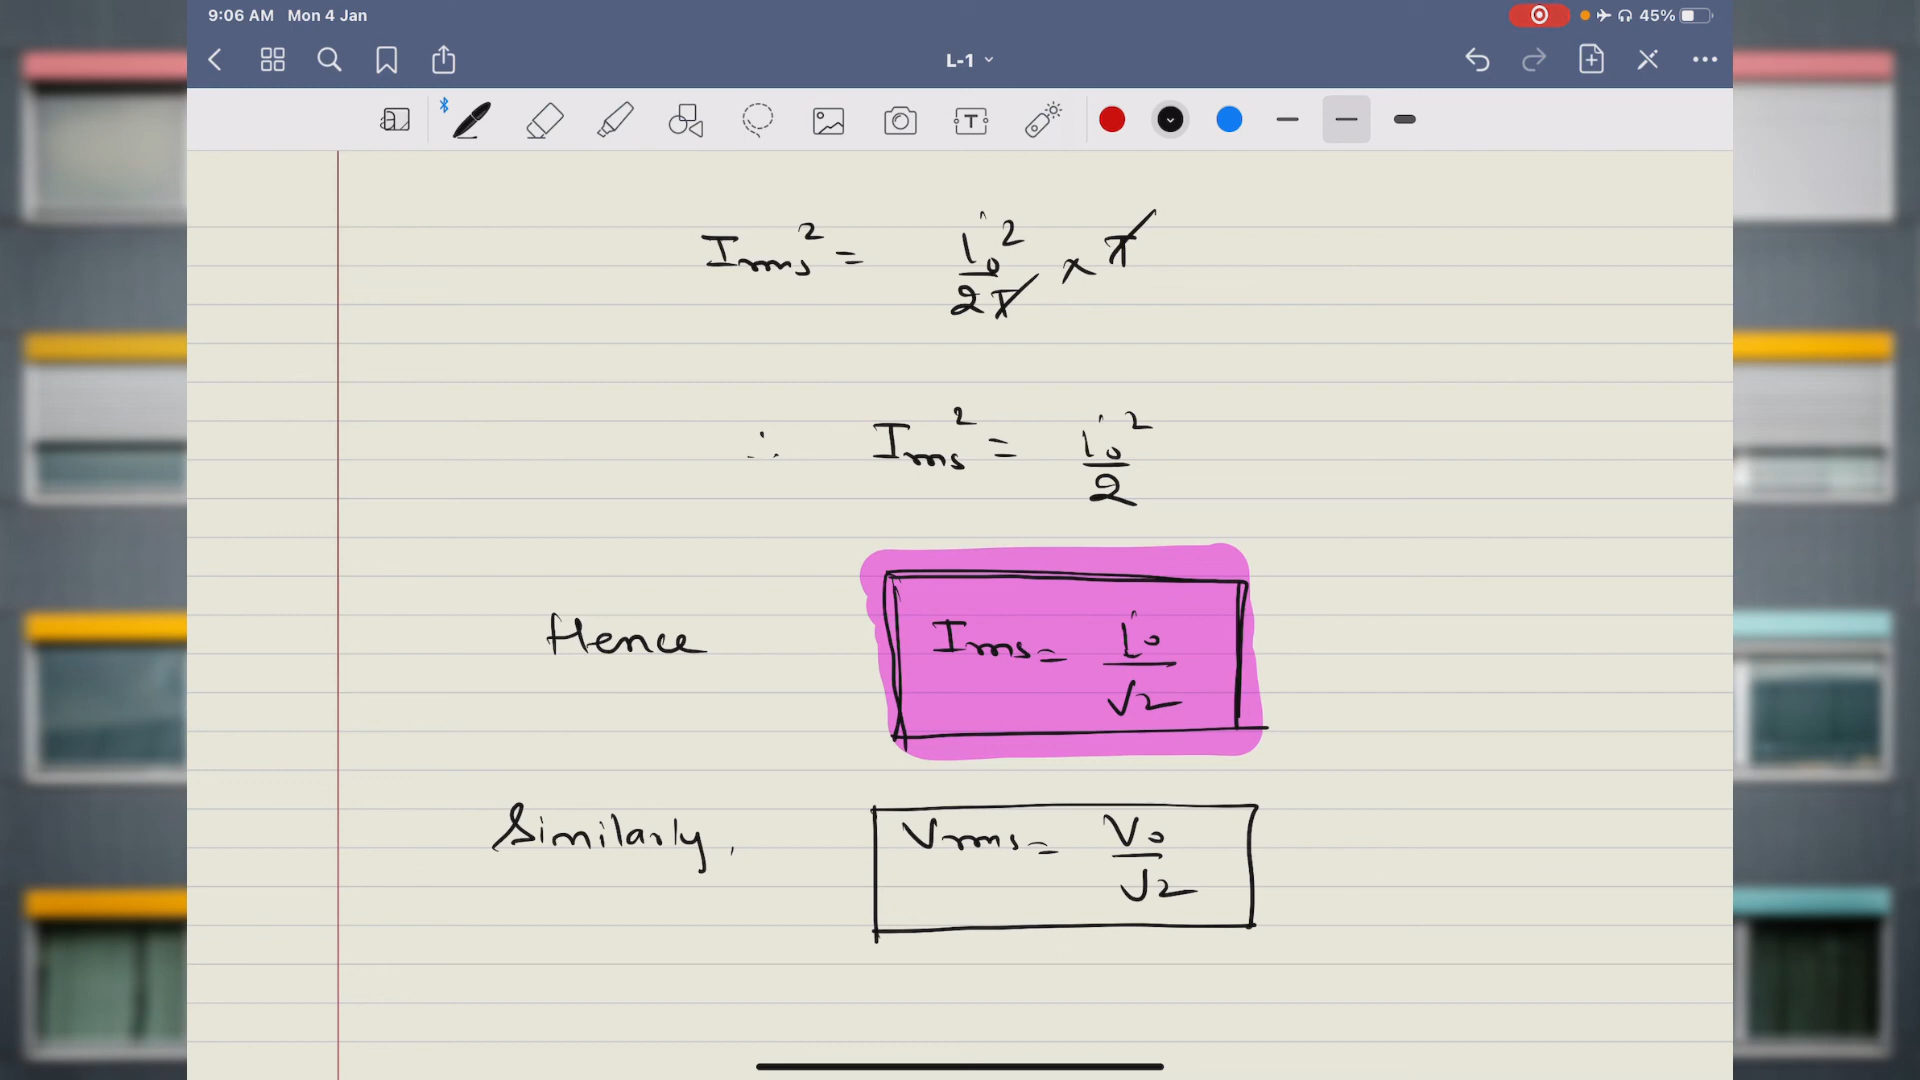 9:06 AM Mon 4 Jan 45%
L-1
T
Irms² = i₀²/2π × π
∴ Irms² = i₀²/2
Hence Irms = i₀/√2
Similarly, Vrms = V₀/√2